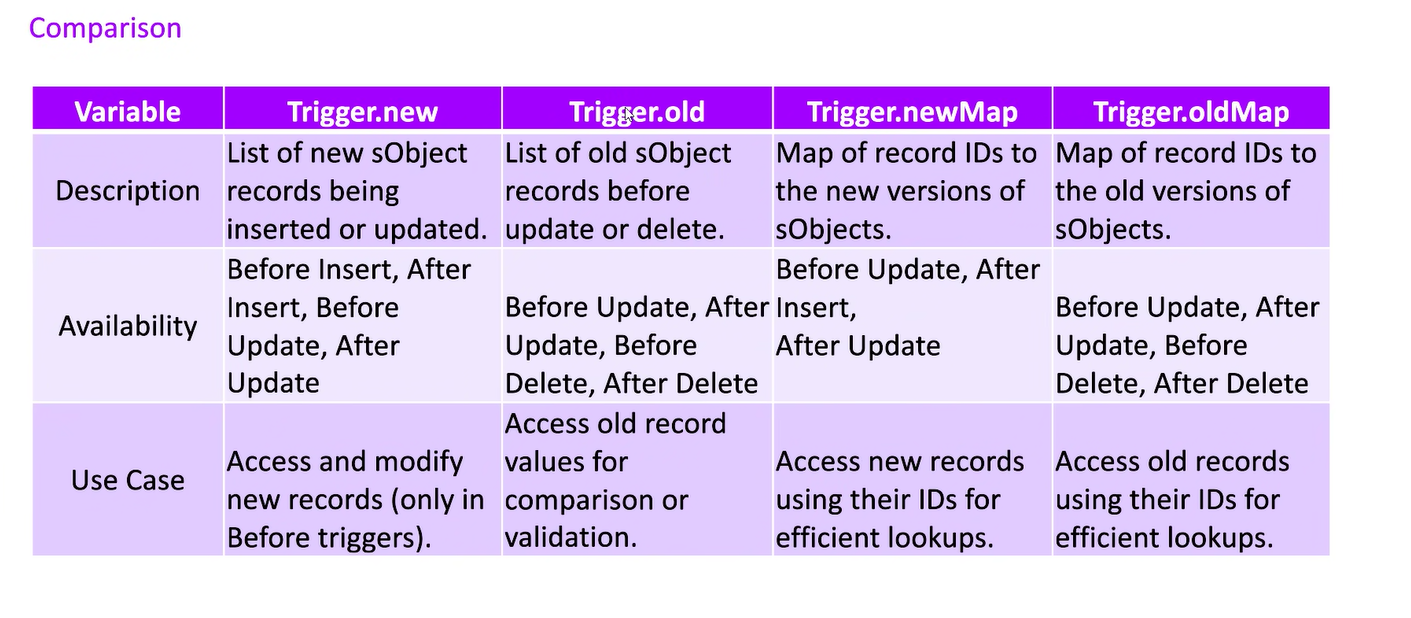 Comparison
Variable
Trigger.new
Trigger.old
Trigger.newMap
Trigger.oldMap
Description
List of new sObject
records being
inserted or updated.
List of old sObject
records before
update or delete.
Map of record IDs to
the new versions of
sObjects.
Map of record IDs to
the old versions of
sObjects.
Availability
Before Insert, After
Insert, Before
Update, After
Update
Before Update, After
Update, Before
Delete, After Delete
Before Update, After
Insert,
After Update
Before Update, After
Update, Before
Delete, After Delete
Use Case
Access and modify
new records (only in
Before triggers).
Access old record
values for
comparison or
validation.
Access new records
using their IDs for
efficient lookups.
Access old records
using their IDs for
efficient lookups.